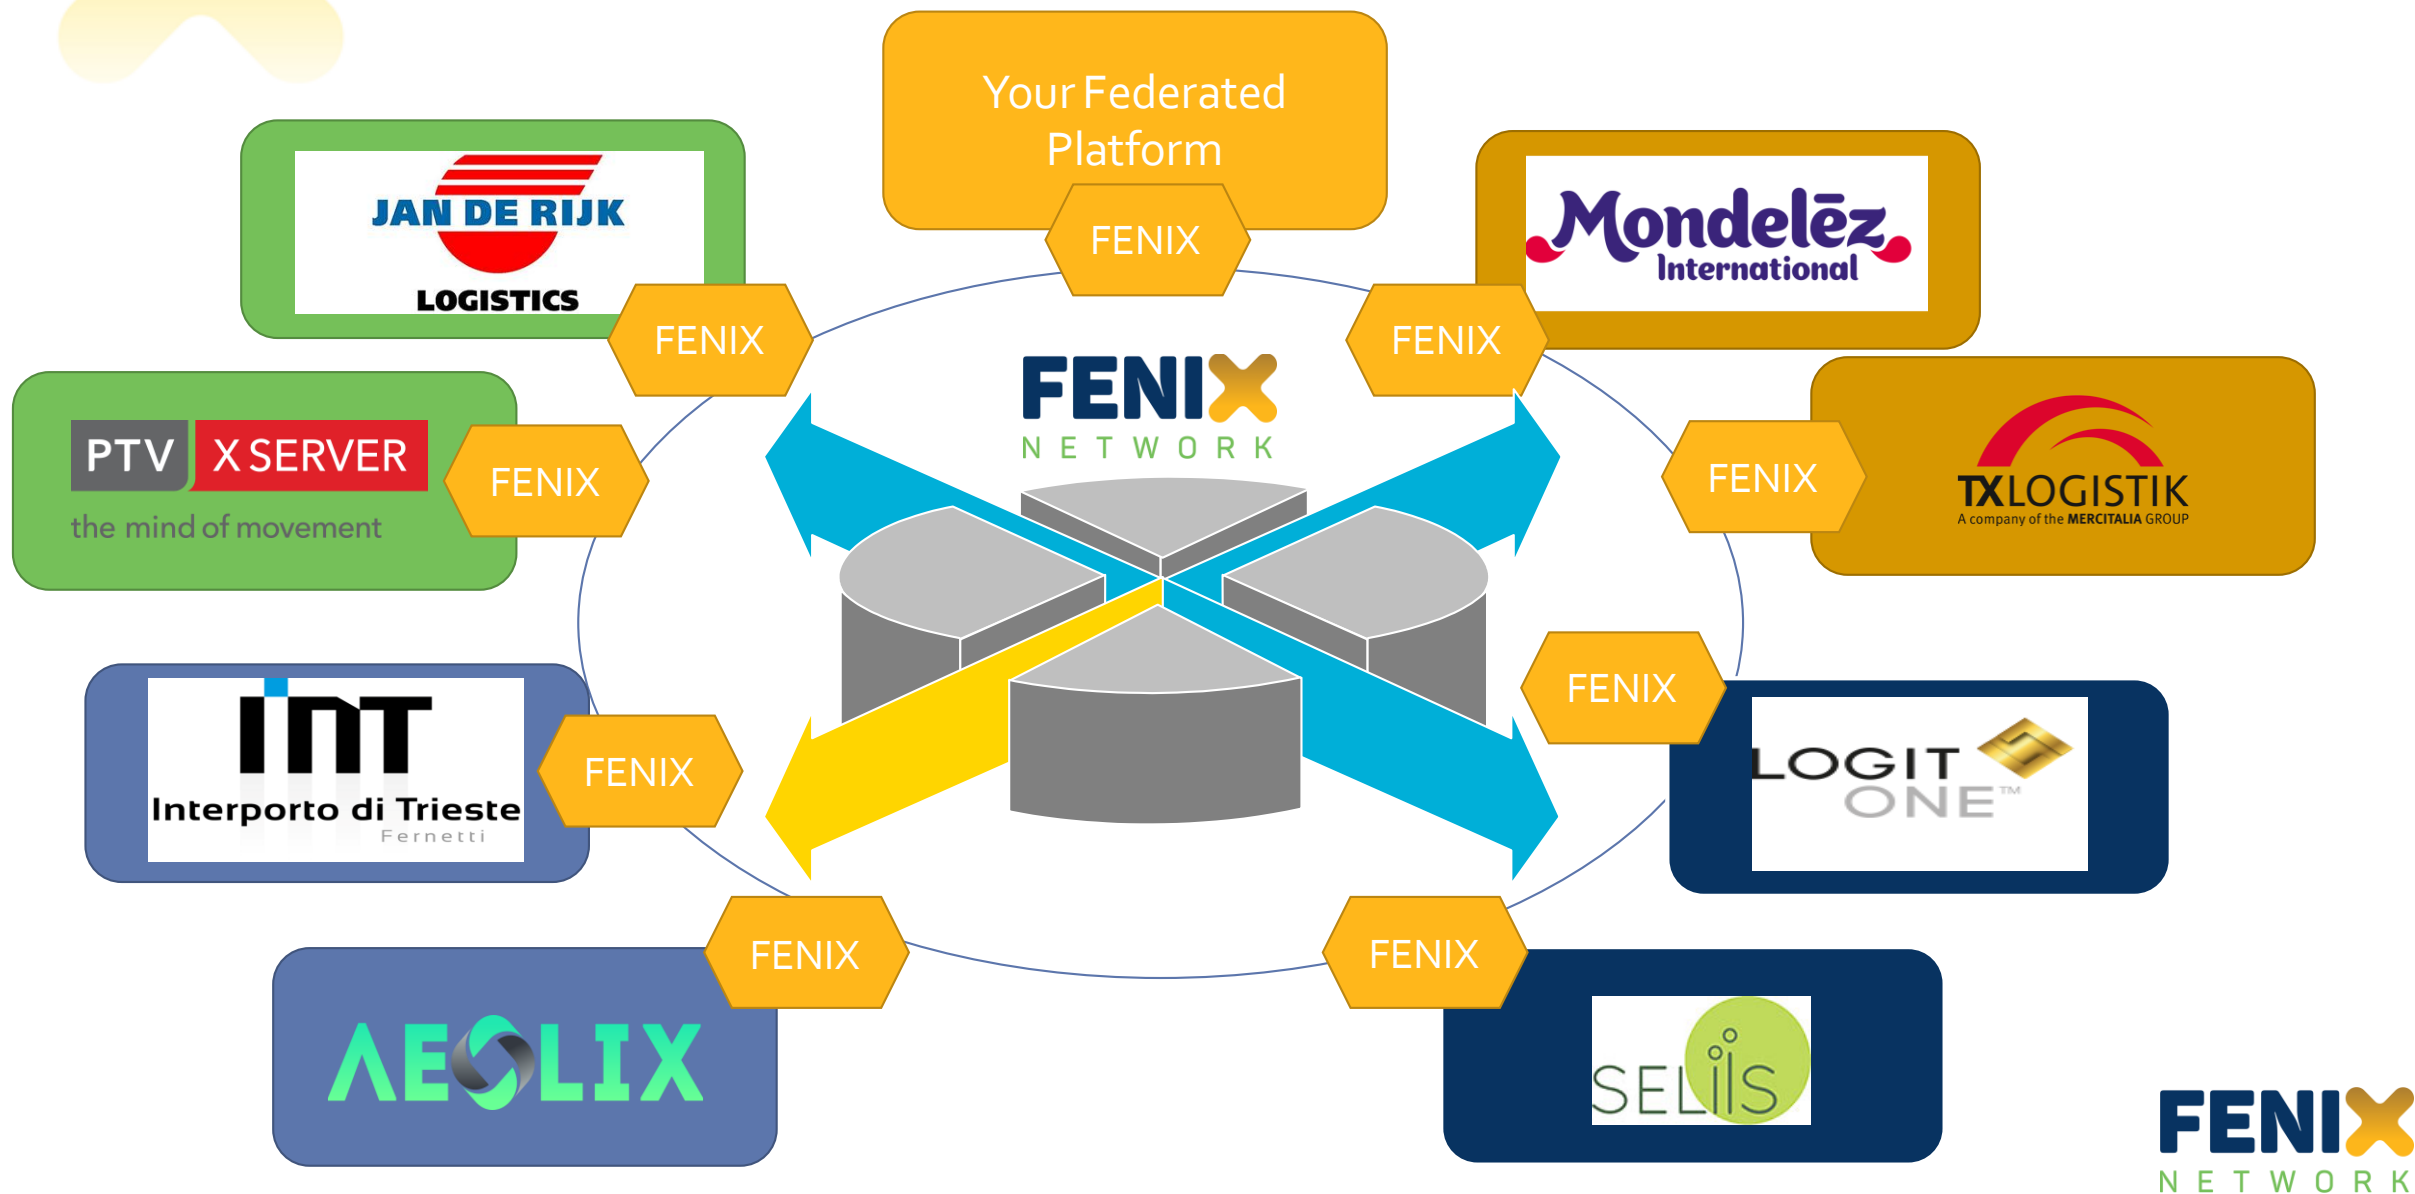 Your Federated
Platform
FENIX
JAN DE RIJK
LOGISTICS
FENIX
Mondelēz
International
FENIX
FENIX
NETWORK
PTV X SERVER
the mind of movement
FENIX
TXLOGISTIK
A company of the MERCITALIA GROUP
FENIX
INT
Interporto di Trieste
Fernetti
FENIX
LOGIT
ONE™
FENIX
AEOLIX
FENIX
SELIS
FENIX
FENIX
NETWORK